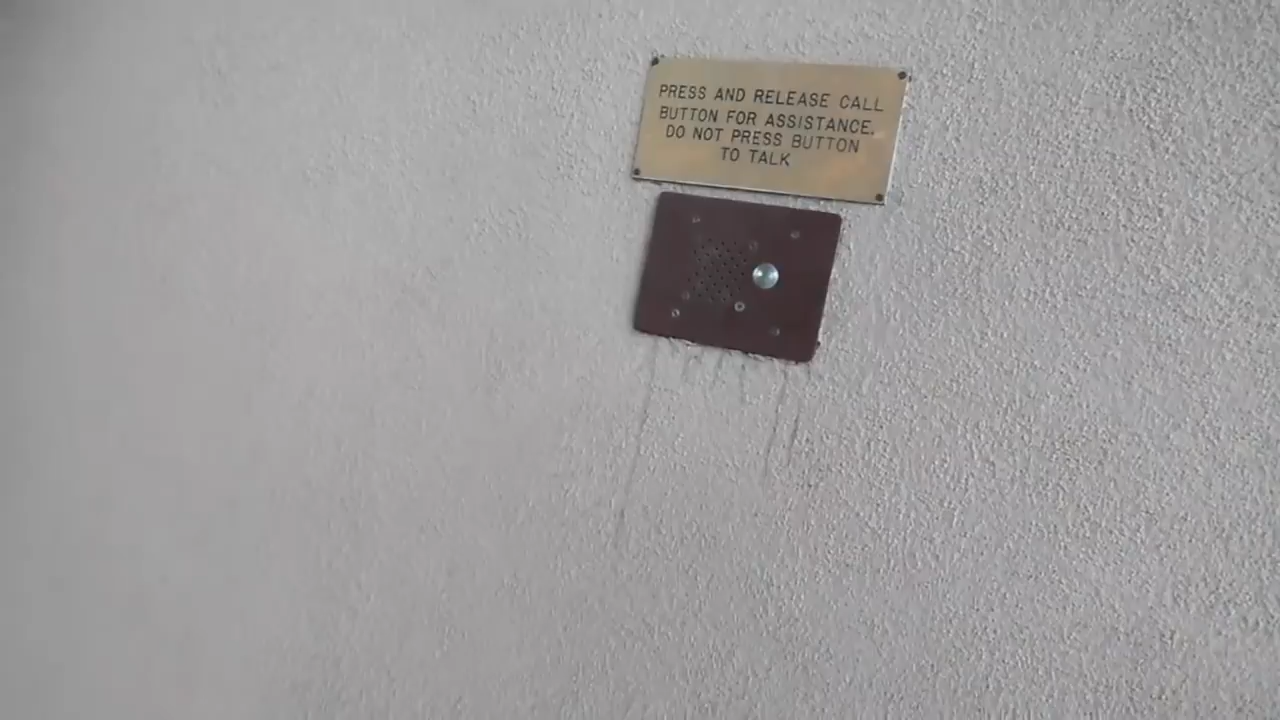 PRESS AND RELEASE CALL
BUTTON FOR ASSISTANCE.
DO NOT PRESS BUTTON
TO TALK